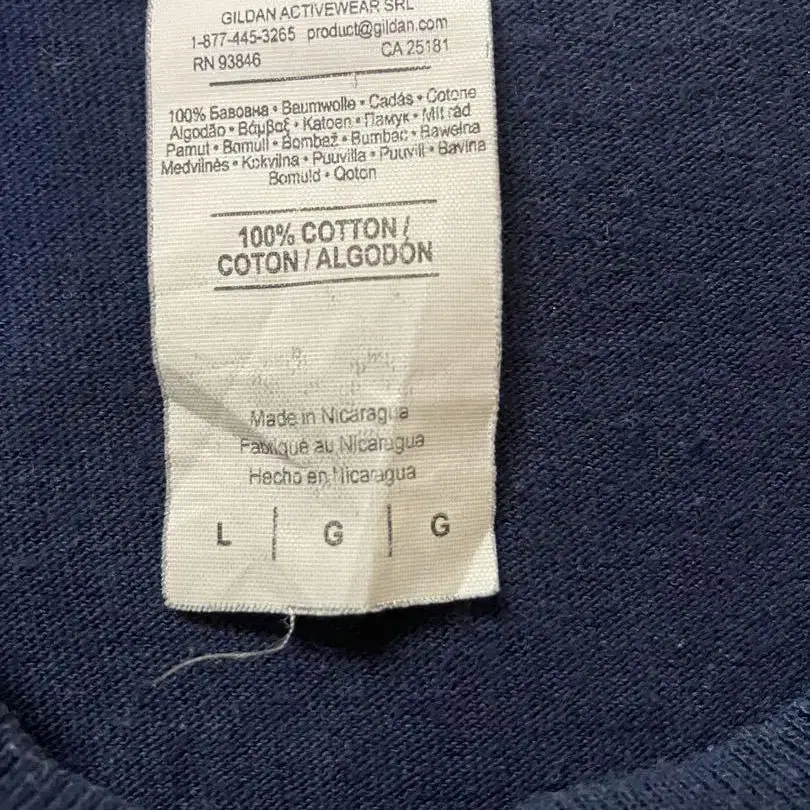 GILDAN ACTIVEWEAR SRL
1-877-445-3265 product@gildan.com
RN 93846 CA 25181
100% Бавовна • Baumwolle • Cadás • Cotone
Algodão • Βάμβαξ • Katoen • Памук • Mit rád
Pamut • Bomull • Bombaž • Bumbac • Bawełna
Medvilnės • Kokvilna • Puuvilla • Puuvill • Bavlna
Bomuld • Qoton
100% COTTON /
COTON / ALGODÓN
Made in Nicaragua
Fabriqué au Nicaragua
Hecho en Nicaragua
L | G | G